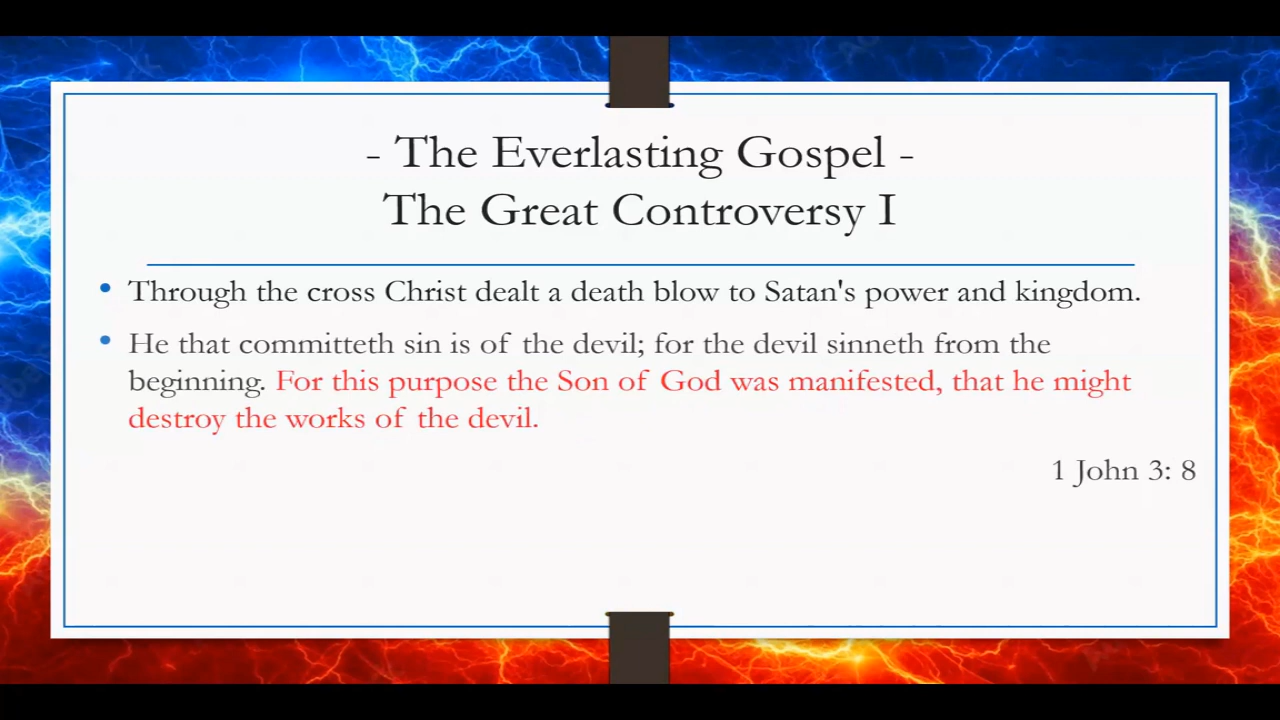 - The Everlasting Gospel -
The Great Controversy I
• Through the cross Christ dealt a death blow to Satan's power and kingdom.
• He that committeth sin is of the devil; for the devil sinneth from the
beginning. For this purpose the Son of God was manifested, that he might
destroy the works of the devil.
1 John 3: 8